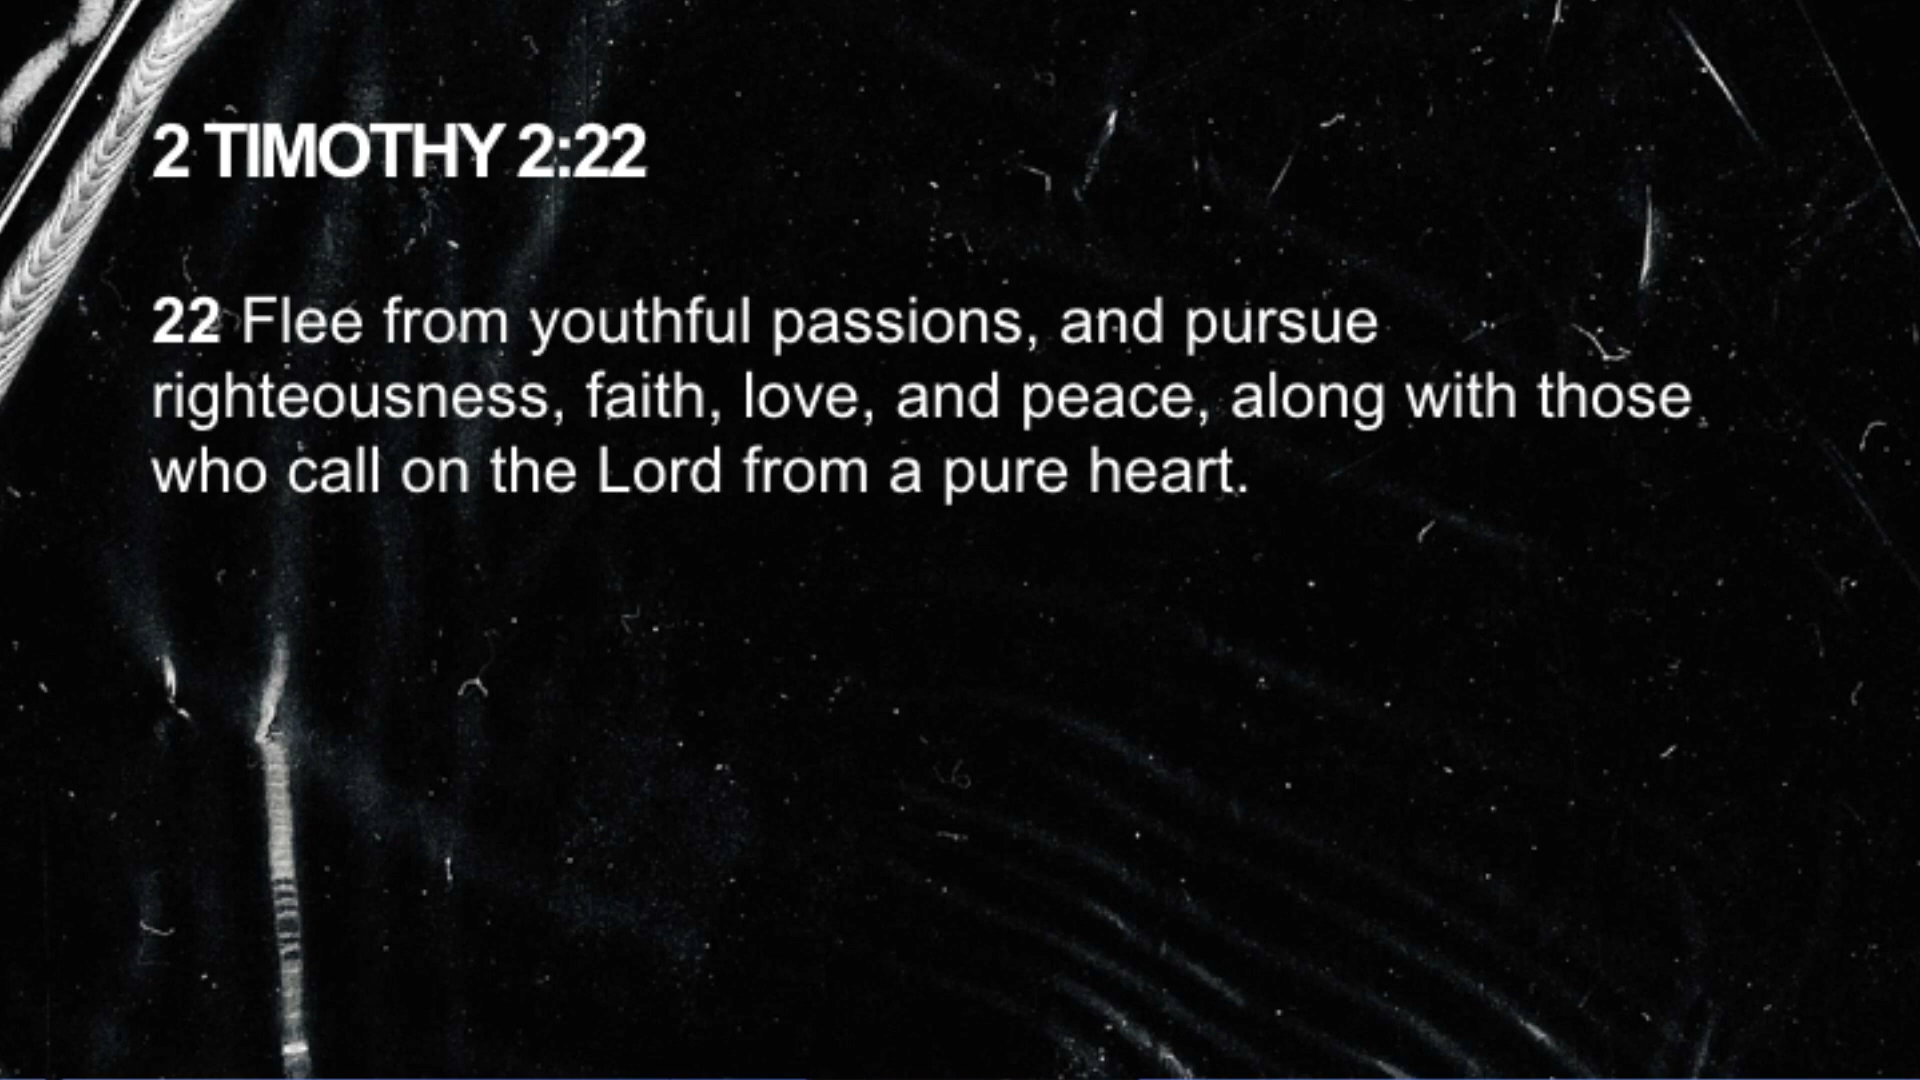 2 TIMOTHY 2:22
22 Flee from youthful passions, and pursue
righteousness, faith, love, and peace, along with those
who call on the Lord from a pure heart.